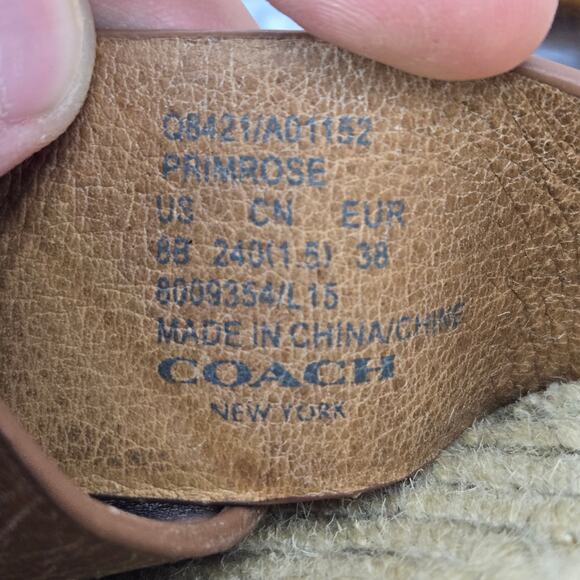 Q8421/A01152
PRIMROSE
US CN EUR
8B 240(1.5) 38
8009354/L15
MADE IN CHINA/CHINE
COACH
NEW YORK